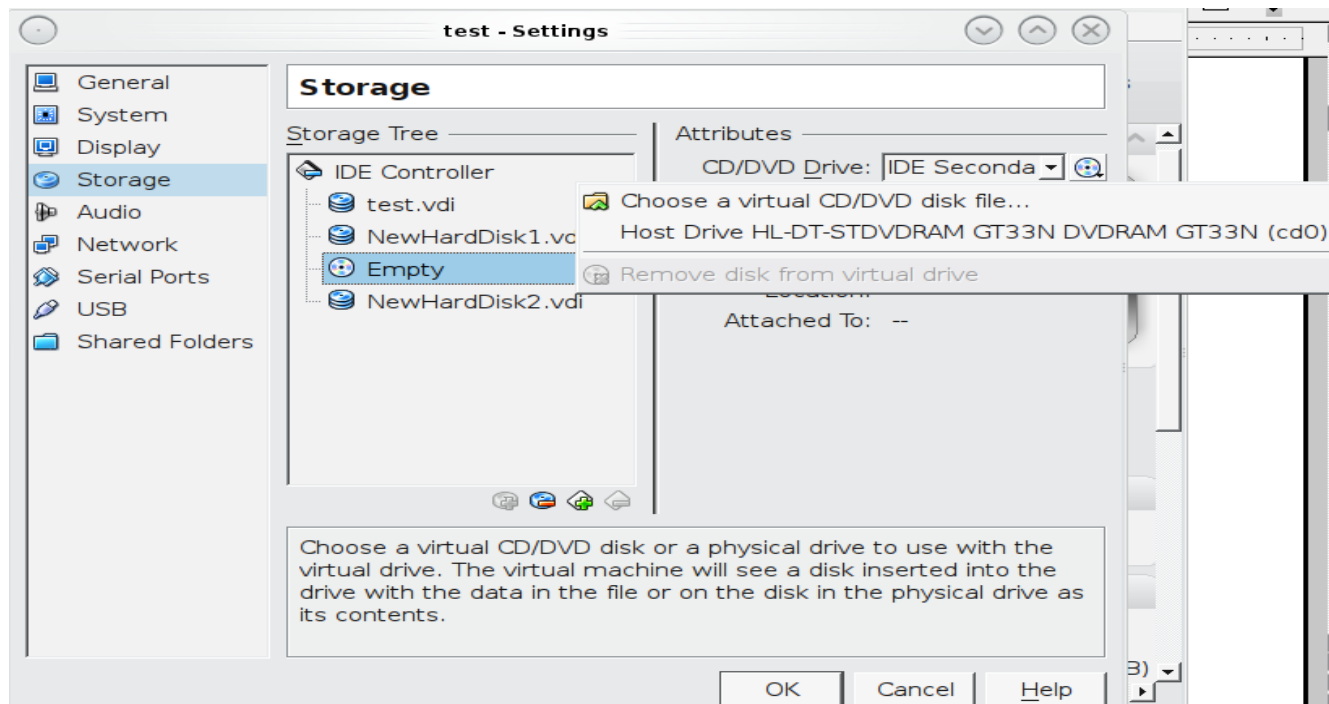 test - Settings
General
System
Display
Storage
Audio
Network
Serial Ports
USB
Shared Folders
Storage
Storage Tree
IDE Controller
test.vdi
NewHardDisk1.vd
Empty
NewHardDisk2.vdi
Attributes
CD/DVD Drive: IDE Seconda
Choose a virtual CD/DVD disk file...
Host Drive HL-DT-STDVDRAM GT33N DVDRAM GT33N (cd0)
Remove disk from virtual drive
Location:
Attached To: --
Choose a virtual CD/DVD disk or a physical drive to use with the
virtual drive. The virtual machine will see a disk inserted into the
drive with the data in the file or on the disk in the physical drive as
its contents.
OK
Cancel
Help
B)